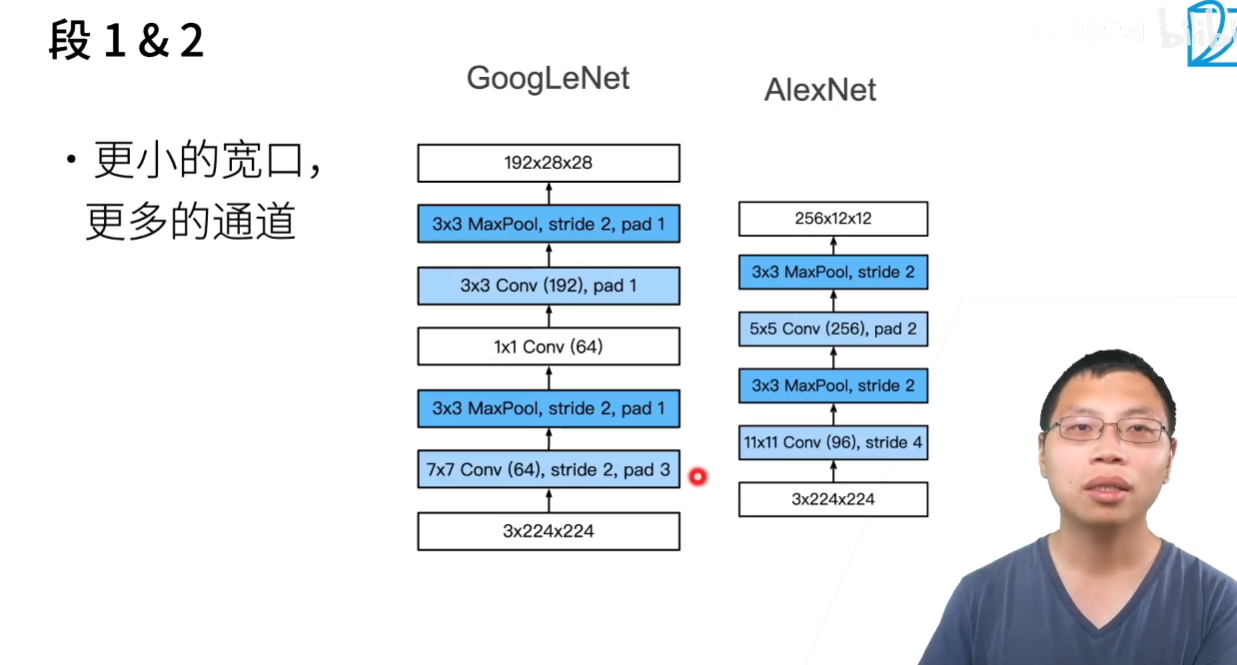 段 1 & 2
GoogLeNet
AlexNet
• 更小的宽口，
更多的通道
192x28x28
3x3 MaxPool, stride 2, pad 1
3x3 Conv (192), pad 1
1x1 Conv (64)
3x3 MaxPool, stride 2, pad 1
7x7 Conv (64), stride 2, pad 3
3x224x224
256x12x12
3x3 MaxPool, stride 2
5x5 Conv (256), pad 2
3x3 MaxPool, stride 2
11x11 Conv (96), stride 4
3x224x224